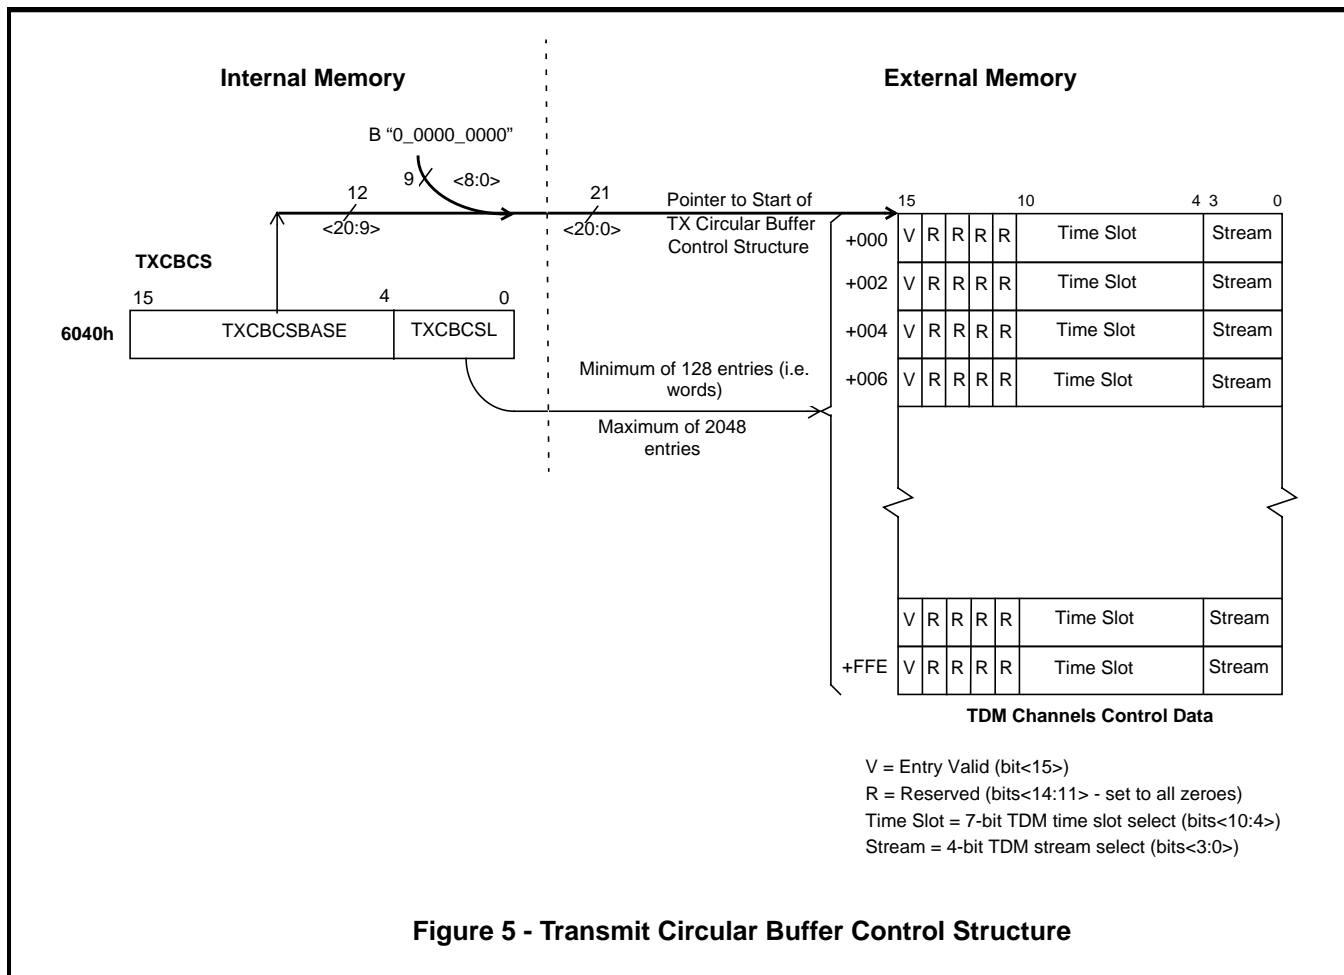 Internal Memory
External Memory
B “0_0000_0000”
9
<8:0>
12
<20:9>
21
<20:0>
Pointer to Start of
TX Circular Buffer
Control Structure
TXCBCS
15 4 0
6040h
TXCBCSBASE TXCBCSL
Minimum of 128 entries (i.e.
words)
Maximum of 2048
entries
15 10 4 3 0
+000 V R R R R Time Slot Stream
+002 V R R R R Time Slot Stream
+004 V R R R R Time Slot Stream
+006 V R R R R Time Slot Stream
V R R R R Time Slot Stream
+FFE V R R R R Time Slot Stream
TDM Channels Control Data
V = Entry Valid (bit<15>)
R = Reserved (bits<14:11> - set to all zeroes)
Time Slot = 7-bit TDM time slot select (bits<10:4>)
Stream = 4-bit TDM stream select (bits<3:0>)
Figure 5 - Transmit Circular Buffer Control Structure